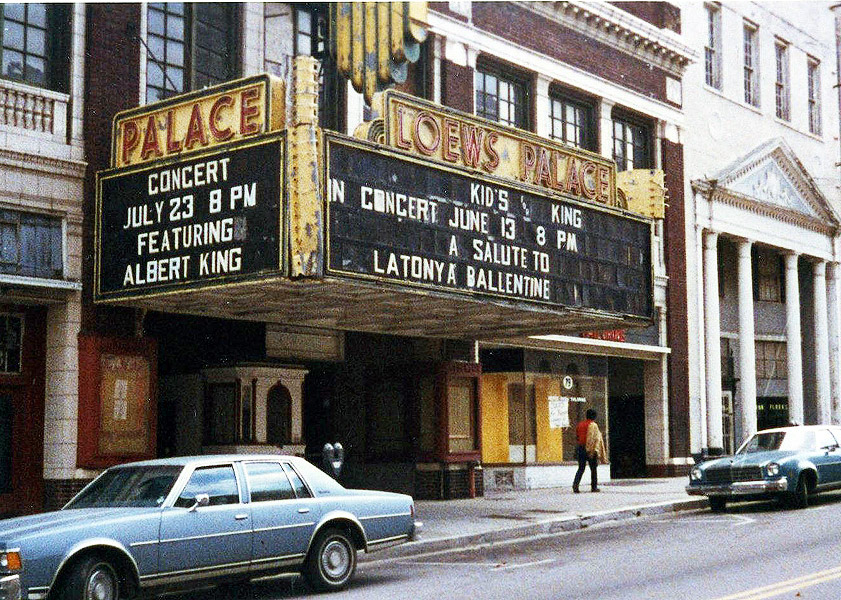 PALACE
CONCERT
JULY 23 8 PM
FEATURING
ALBERT KING
LOEWS PALACE
KID'S KING
IN CONCERT JUNE 13 8 PM
A SALUTE TO
LATONYA BALLENTINE
73